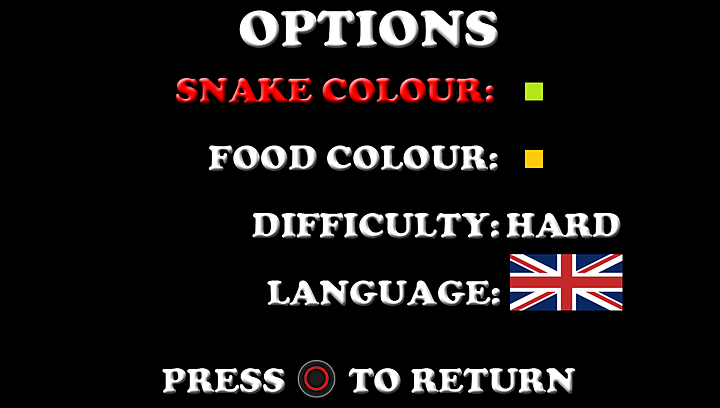 OPTIONS
SNAKE COLOUR:
FOOD COLOUR:
DIFFICULTY: HARD
LANGUAGE:
PRESS TO RETURN